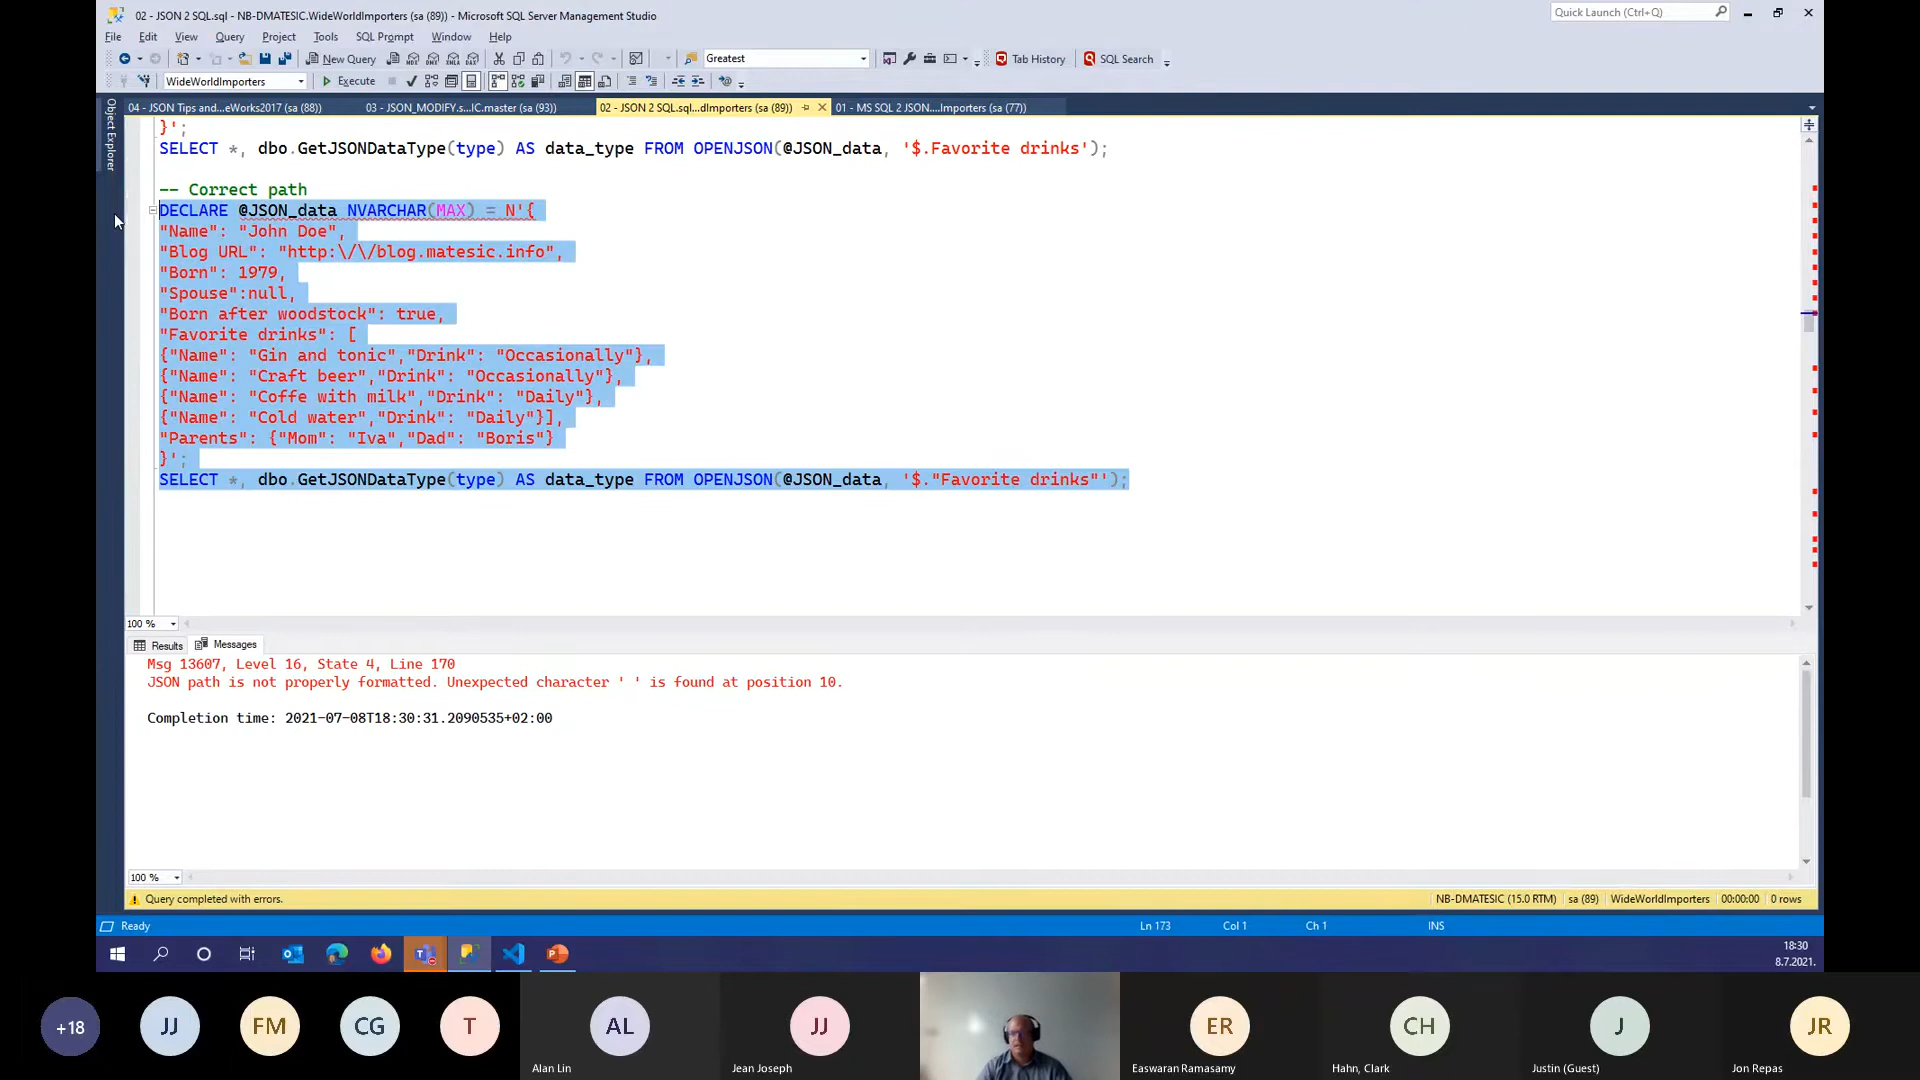 02 - JSON 2 SQL.sql - NB-DMATESIC.WideWorldImporters (sa (89)) - Microsoft SQL Server Management Studio
Quick Launch (Ctrl+Q)
File Edit View Query Project Tools SQL Prompt Window Help
New Query Greatest Tab History SQL Search
WideWorldImporters Execute
04 - JSON Tips and...eWorks2017 (sa (88)) 03 - JSON_MODIFY.s...IC.master (sa (93)) 02 - JSON 2 SQL.sql...dImporters (sa (89)) 01 - MS SQL 2 JSON....Importers (sa (77))
Object Explorer
}';
SELECT *, dbo.GetJSONDataType(type) AS data_type FROM OPENJSON(@JSON_data, '$.Favorite drinks');
-- Correct path
DECLARE @JSON_data NVARCHAR(MAX) = N'{
"Name": "John Doe",
"Blog URL": "http:\/\/blog.matesic.info",
"Born": 1979,
"Spouse":null,
"Born after woodstock": true,
"Favorite drinks": [
{"Name": "Gin and tonic","Drink": "Occasionally"},
{"Name": "Craft beer","Drink": "Occasionally"},
{"Name": "Coffe with milk","Drink": "Daily"},
{"Name": "Cold water","Drink": "Daily"}],
"Parents": {"Mom": "Iva","Dad": "Boris"}
}';
SELECT *, dbo.GetJSONDataType(type) AS data_type FROM OPENJSON(@JSON_data, '$."Favorite drinks"');
100 %
Results Messages
Msg 13607, Level 16, State 4, Line 170
JSON path is not properly formatted. Unexpected character ' ' is found at position 10.
Completion time: 2021-07-08T18:30:31.2090535+02:00
100 %
Query completed with errors. NB-DMATESIC (15.0 RTM) sa (89) WideWorldImporters 00:00:00 0 rows
Ready Ln 173 Col 1 Ch 1 INS
18:30
8.7.2021.
+18 JJ FM CG T AL JJ ER CH J JR
Alan Lin Jean Joseph Easwaran Ramasamy Hahn, Clark Justin (Guest) Jon Repas